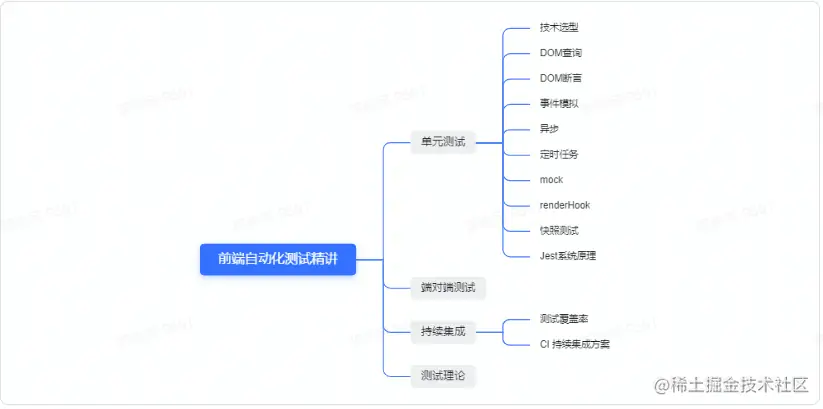 前端自动化测试精讲
单元测试
技术选型
DOM查询
DOM断言
事件模拟
异步
定时任务
mock
renderHook
快照测试
Jest系统原理
端对端测试
持续集成
测试覆盖率
CI 持续集成方案
测试理论
@稀土掘金技术社区